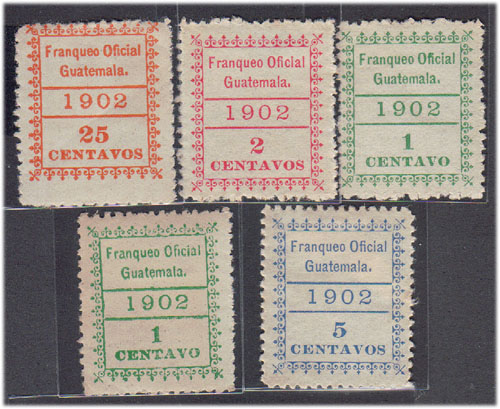 Franqueo Oficial
Guatemala.
1902
25
CENTAVOS
Franqueo Oficial
Guatemala.
1902
2
CENTAVOS
Franqueo Oficial
Guatemala.
1902
1
CENTAVO
Franqueo Oficial
Guatemala.
1902
1
CENTAVO
Franqueo Oficial
Guatemala.
1902
5
CENTAVOS